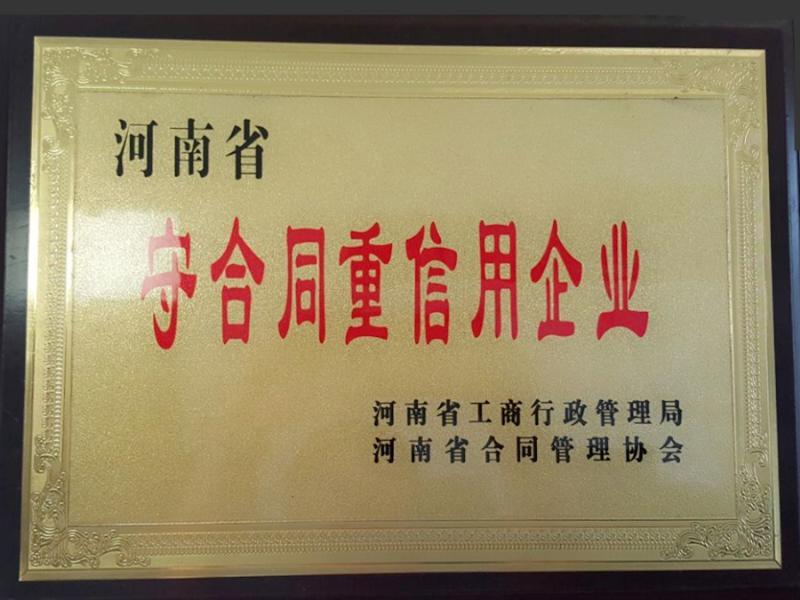 河南省
守合同重信用企业
河南省工商行政管理局
河南省合同管理协会